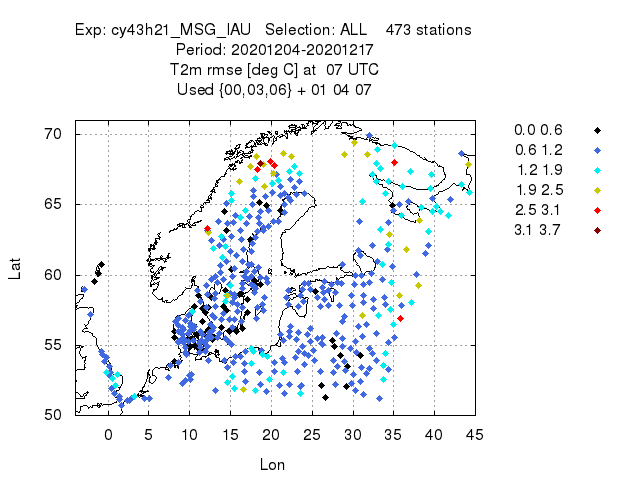 Exp: cy43h21_MSG_IAU   Selection: ALL    473 stations
Period: 20201204-20201217
T2m rmse [deg C] at  07 UTC
Used {00,03,06} + 01 04 07
70
65
60
55
50
Lat
0 5 10 15 20 25 30 35 40 45
Lon
0.0 0.6
0.6 1.2
1.2 1.9
1.9 2.5
2.5 3.1
3.1 3.7